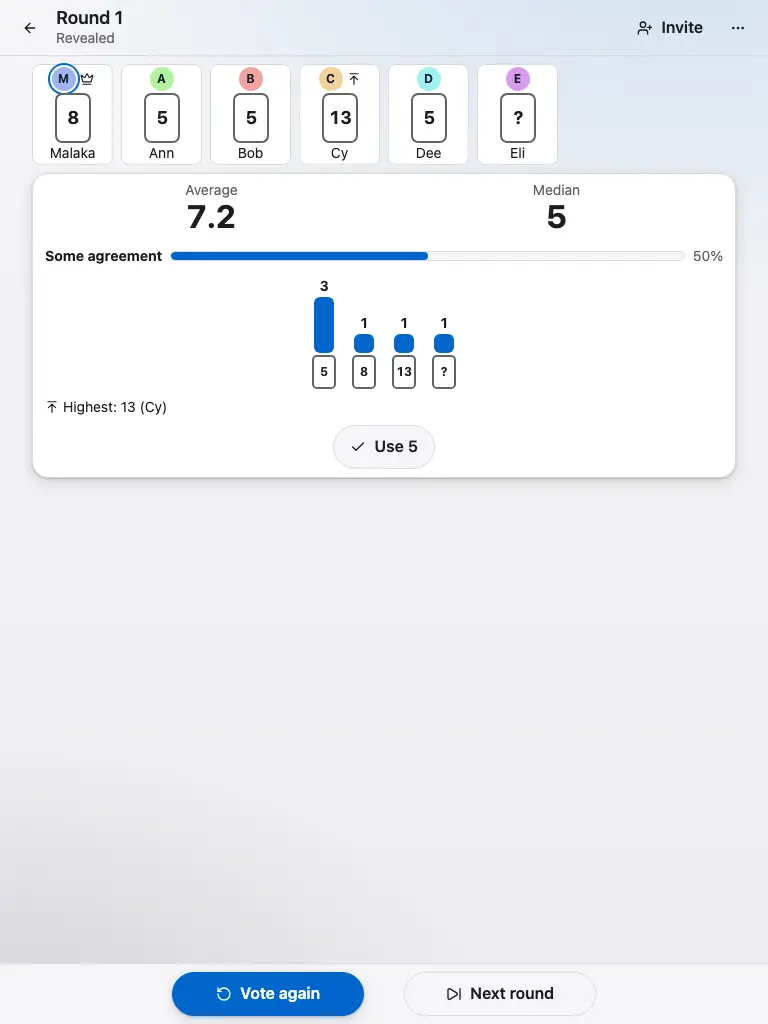 Round 1
Revealed
Invite
M
8
Malaka
A
5
Ann
B
5
Bob
C
13
Cy
D
5
Dee
E
?
Eli
Average
7.2
Median
5
Some agreement 50%
3 1 1 1
5 8 13 ?
Highest: 13 (Cy)
Use 5
Vote again
Next round